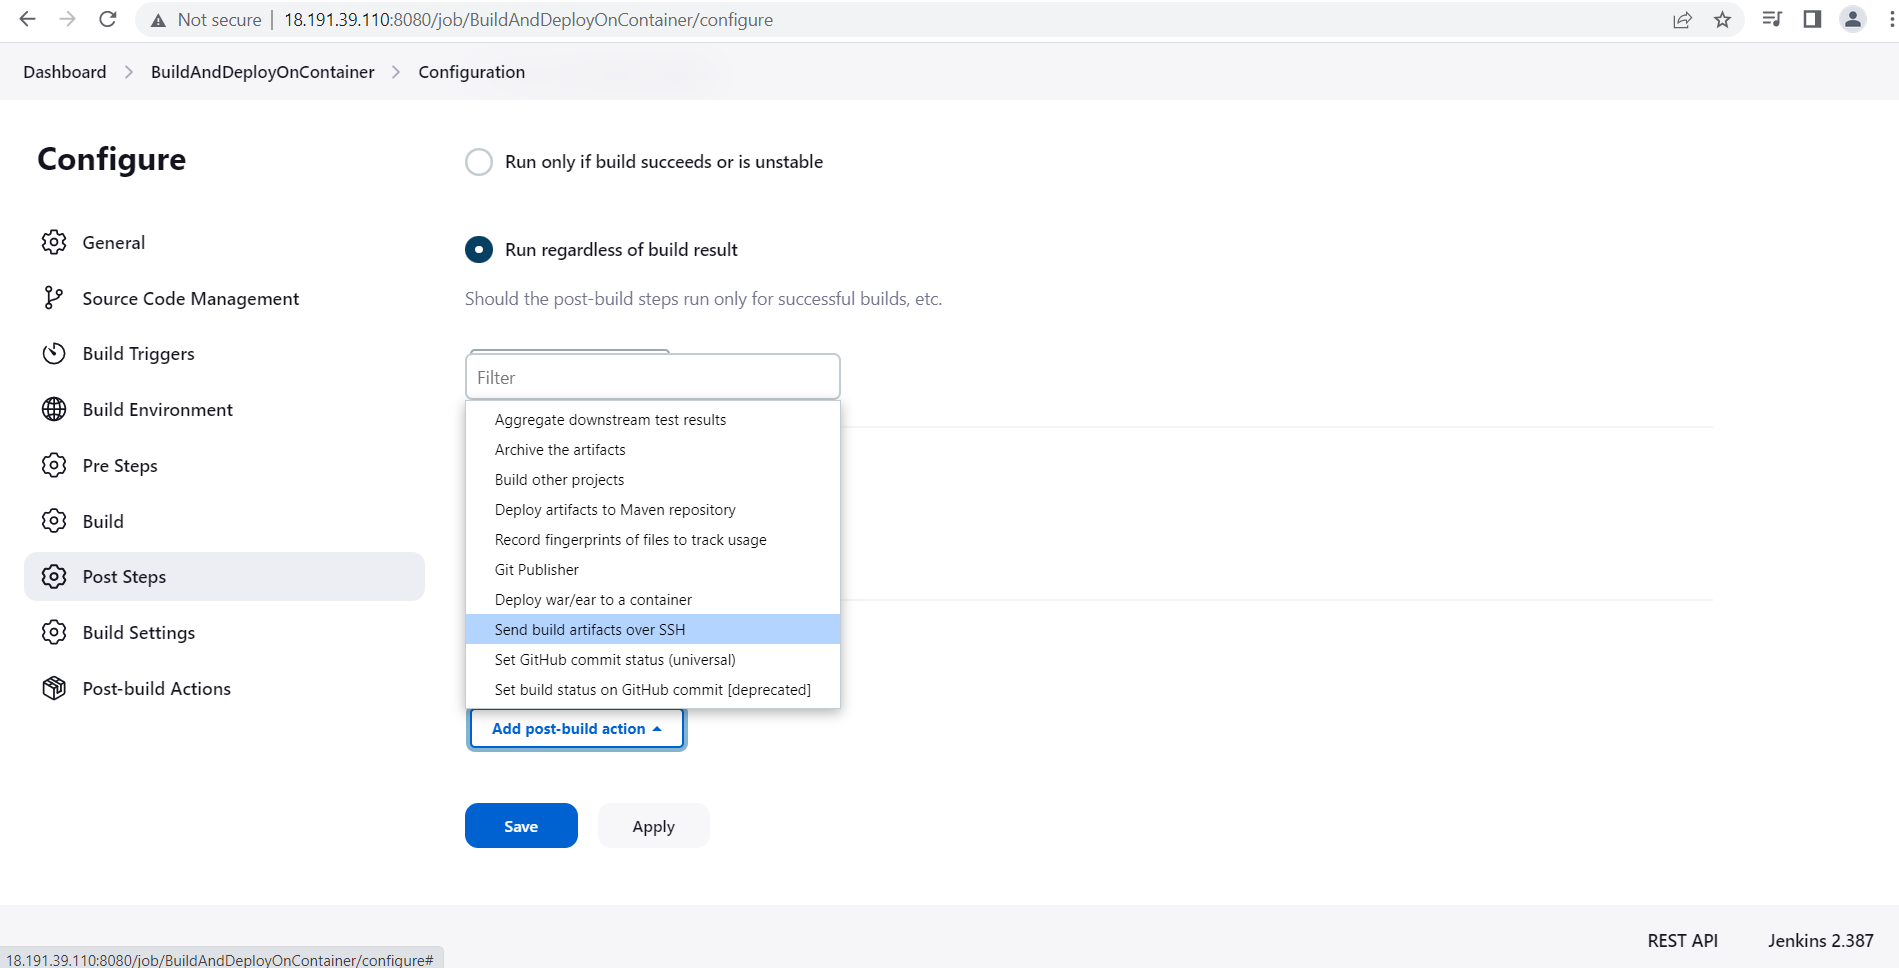 Not secure | 18.191.39.110:8080/job/BuildAndDeployOnContainer/configure
Dashboard > BuildAndDeployOnContainer > Configuration
Configure
General
Source Code Management
Build Triggers
Build Environment
Pre Steps
Build
Post Steps
Build Settings
Post-build Actions
Run only if build succeeds or is unstable
Run regardless of build result
Should the post-build steps run only for successful builds, etc.
Filter
Aggregate downstream test results
Archive the artifacts
Build other projects
Deploy artifacts to Maven repository
Record fingerprints of files to track usage
Git Publisher
Deploy war/ear to a container
Send build artifacts over SSH
Set GitHub commit status (universal)
Set build status on GitHub commit [deprecated]
Add post-build action
Save
Apply
REST API
Jenkins 2.387
18.191.39.110:8080/job/BuildAndDeployOnContainer/configure#